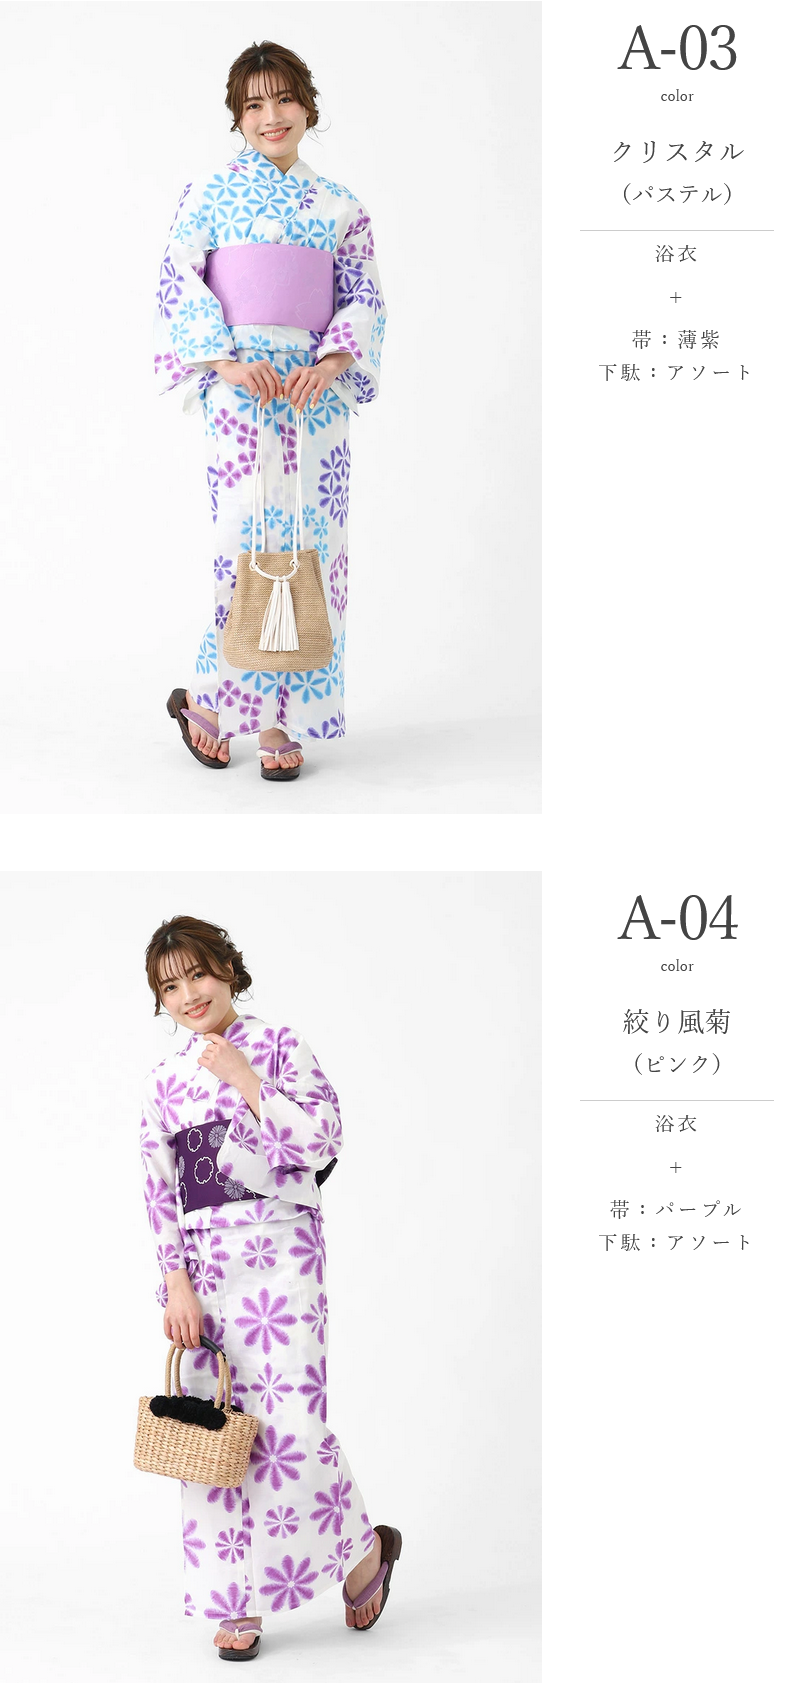 A-03
color
クリスタル
（パステル）
浴衣
+
帯：薄紫
下駄：アソート
A-04
color
絞り風菊
（ピンク）
浴衣
+
帯：パープル
下駄：アソート